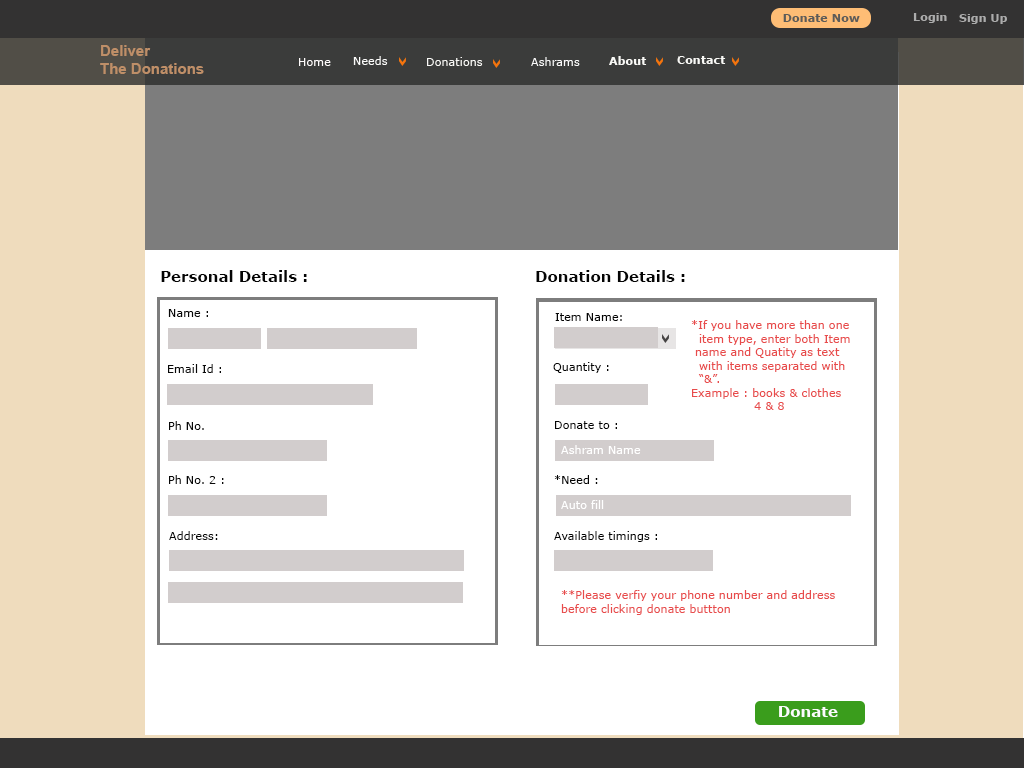 Donate Now
Login
Sign Up
Deliver
The Donations
Home
Needs
Donations
Ashrams
About
Contact
Personal Details :
Name :
Email Id :
Ph No.
Ph No. 2 :
Address:
Donation Details :
Item Name:
*If you have more than one
item type, enter both Item
name and Quatity as text
with items separated with
“&”.
Example : books & clothes
4 & 8
Quantity :
Donate to :
Ashram Name
*Need :
Auto fill
Available timings :
**Please verfiy your phone number and address
before clicking donate buttton
Donate